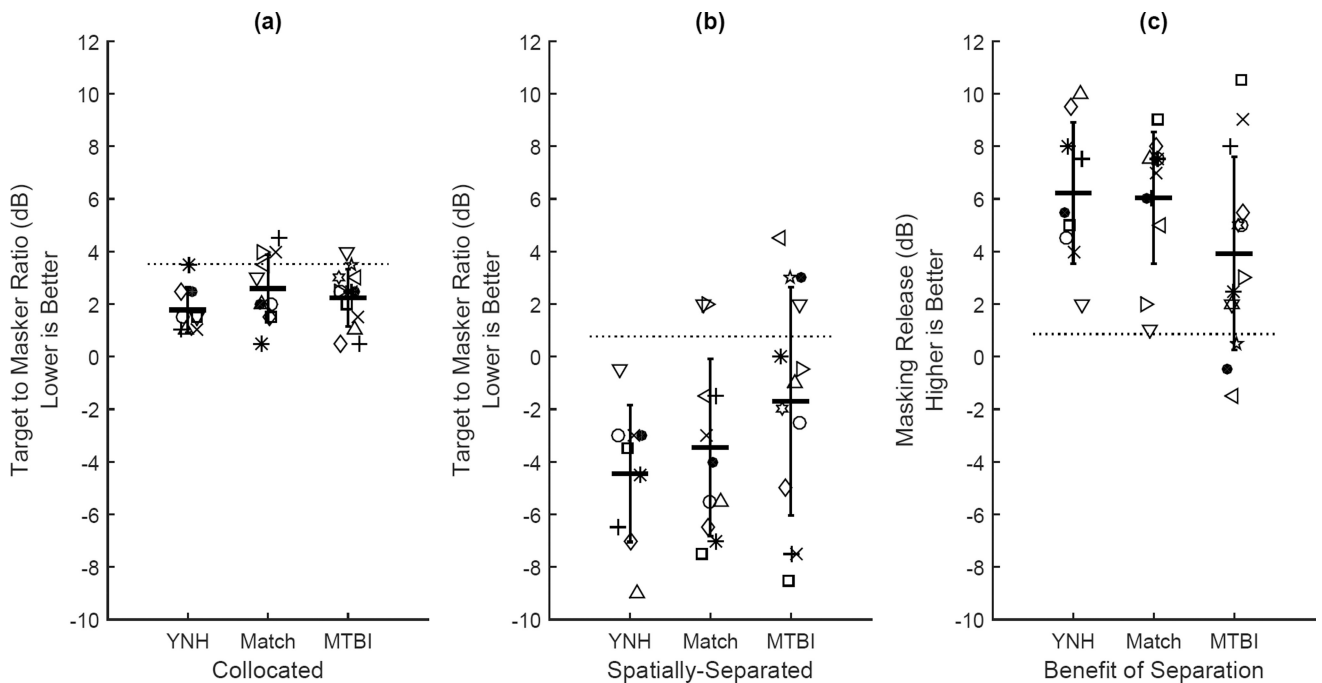 (a)
Target to Masker Ratio (dB)
Lower is Better
12
10
8
6
4
2
0
-2
-4
-6
-8
-10
YNH Match MTBI
Collocated
(b)
Target to Masker Ratio (dB)
Lower is Better
12
10
8
6
4
2
0
-2
-4
-6
-8
-10
YNH Match MTBI
Spatially-Separated
(c)
Masking Release (dB)
Higher is Better
12
10
8
6
4
2
0
-2
-4
-6
-8
-10
YNH Match MTBI
Benefit of Separation